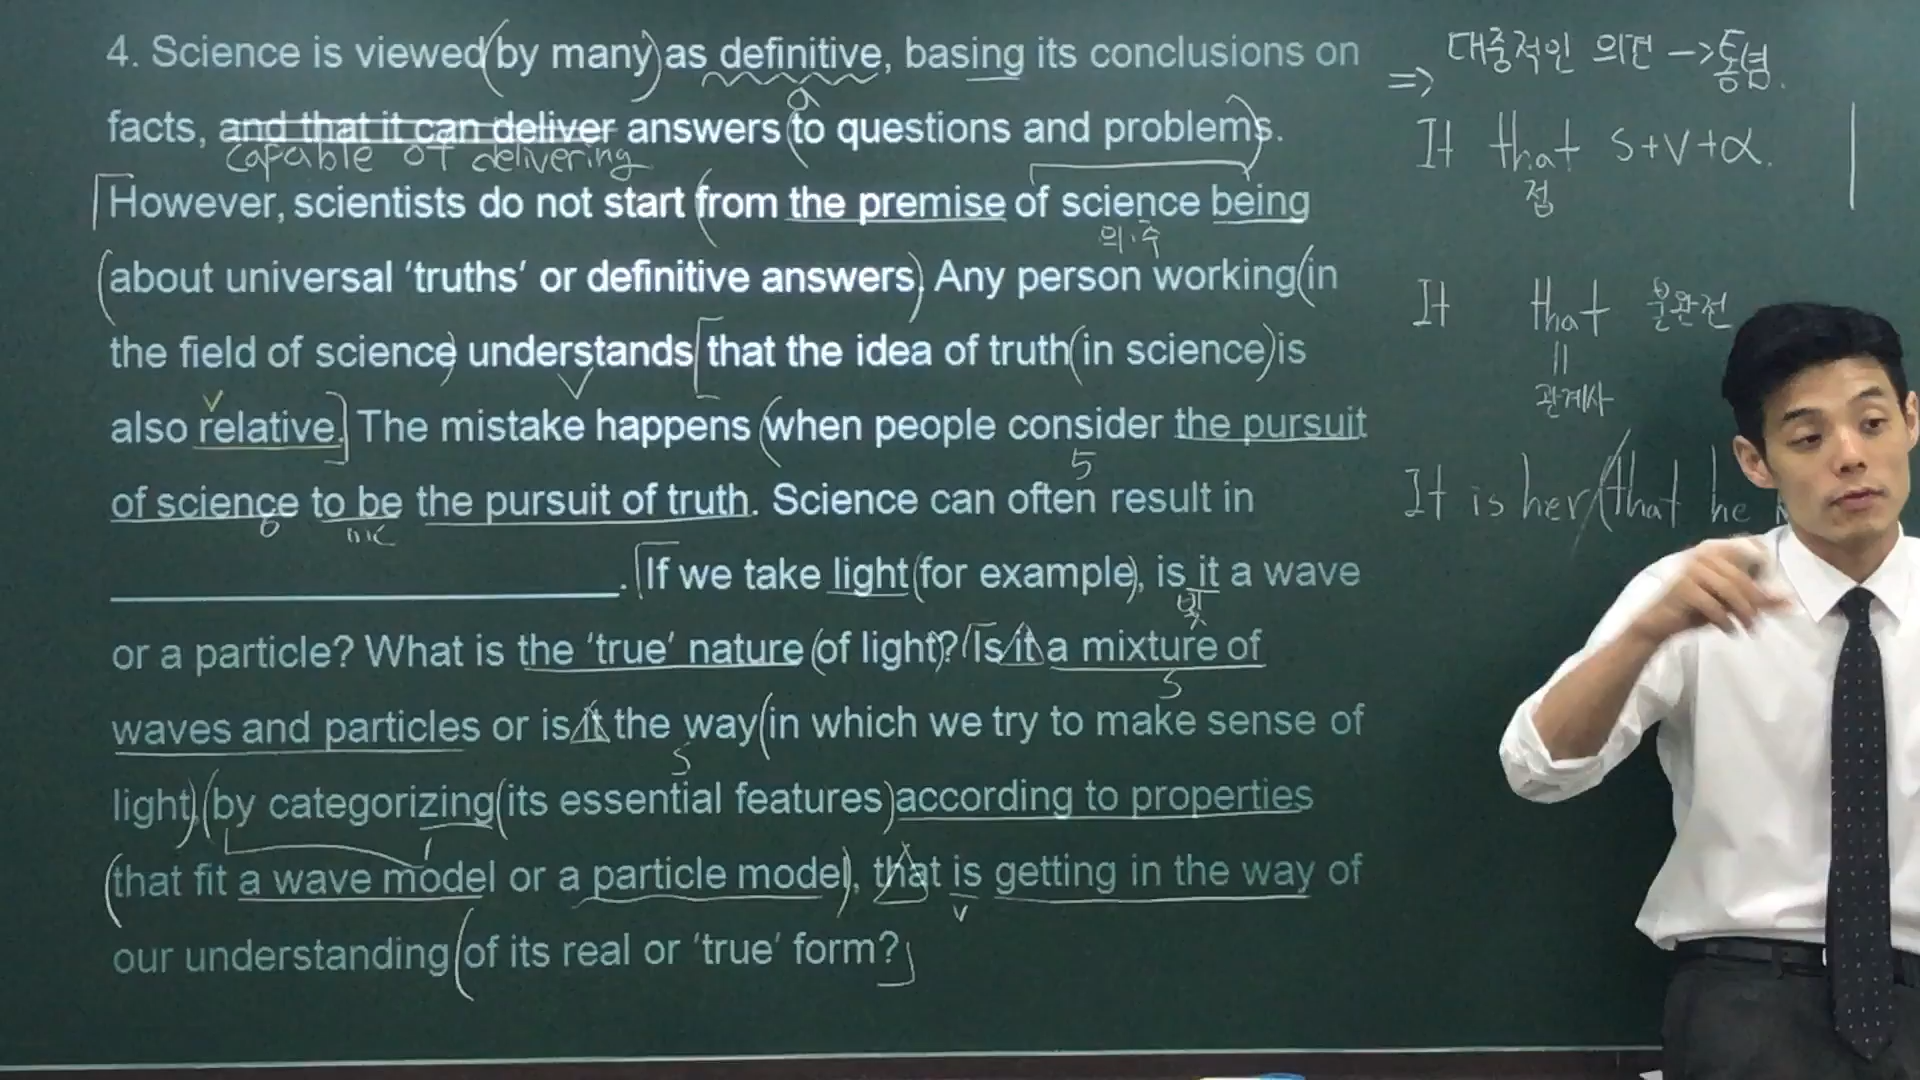 4. Science is viewed (by many) as definitive, basing its conclusions on
facts, and that it can deliver answers (to questions and problems).
capable of delivering
However, scientists do not start (from the premise of science being
의·주
(about universal ‘truths’ or definitive answers). Any person working (in
the field of science) understands [that the idea of truth (in science) is
also relative.] The mistake happens (when people consider the pursuit
5
of science to be the pursuit of truth. Science can often result in
____. If we take light (for example), is it a wave
빛
or a particle? What is the ‘true’ nature (of light)? Is it a mixture of
S
waves and particles or is it the way (in which we try to make sense of
S
light), (by categorizing (its essential features) according to properties
(that fit a wave model or a particle model), that is getting in the way of
v
our understanding (of its real or ‘true’ form?]
=> 대중적인 의견 -> 통념.
It that S+V+α.
접
It that 불완전
||
관계사
It is her (that he